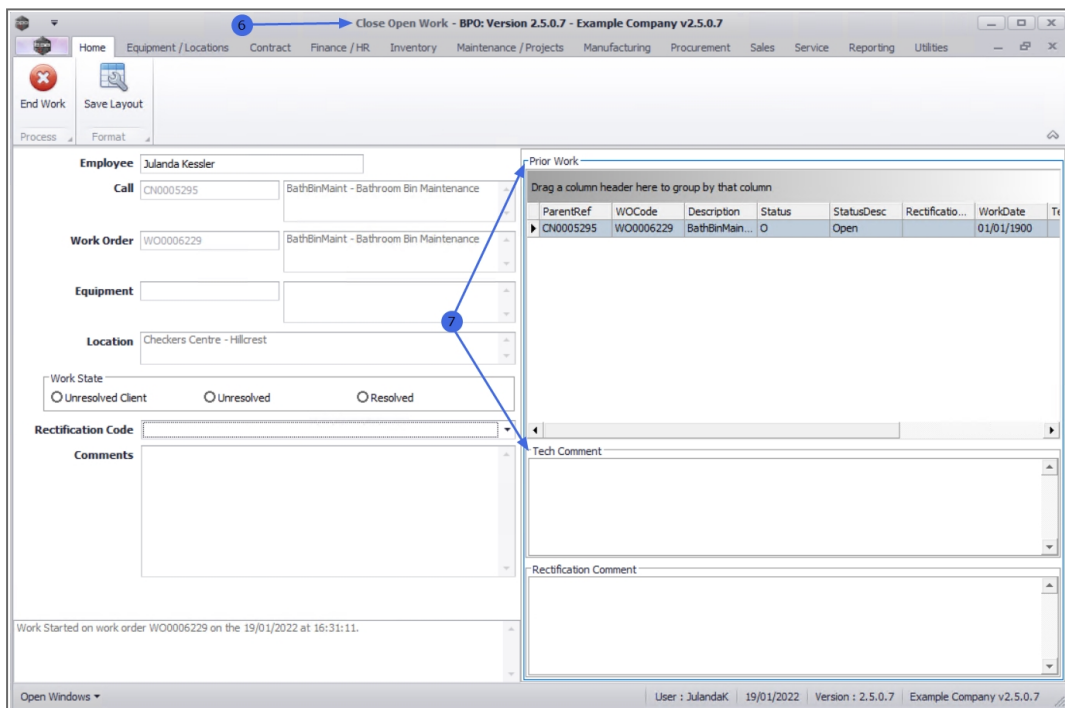 6
Close Open Work - BPO: Version 2.5.0.7 - Example Company v2.5.0.7
Home Equipment / Locations Contract Finance / HR Inventory Maintenance / Projects Manufacturing Procurement Sales Service Reporting Utilities
End Work Save Layout
Process Format
Employee Julanda Kessler
Call CN0005295 BathBinMaint - Bathroom Bin Maintenance
Work Order WO0006229 BathBinMaint - Bathroom Bin Maintenance
Equipment
Location Checkers Centre - Hillcrest
Work State
Unresolved Client Unresolved Resolved
Rectification Code
Comments
Work Started on work order WO0006229 on the 19/01/2022 at 16:31:11.
7
Prior Work
Drag a column header here to group by that column
ParentRef WOCode Description Status StatusDesc Rectificatio... WorkDate Te
CN0005295 WO0006229 BathBinMain... O Open 01/01/1900
Tech Comment
Rectification Comment
Open Windows User : JulandaK 19/01/2022 Version : 2.5.0.7 Example Company v2.5.0.7